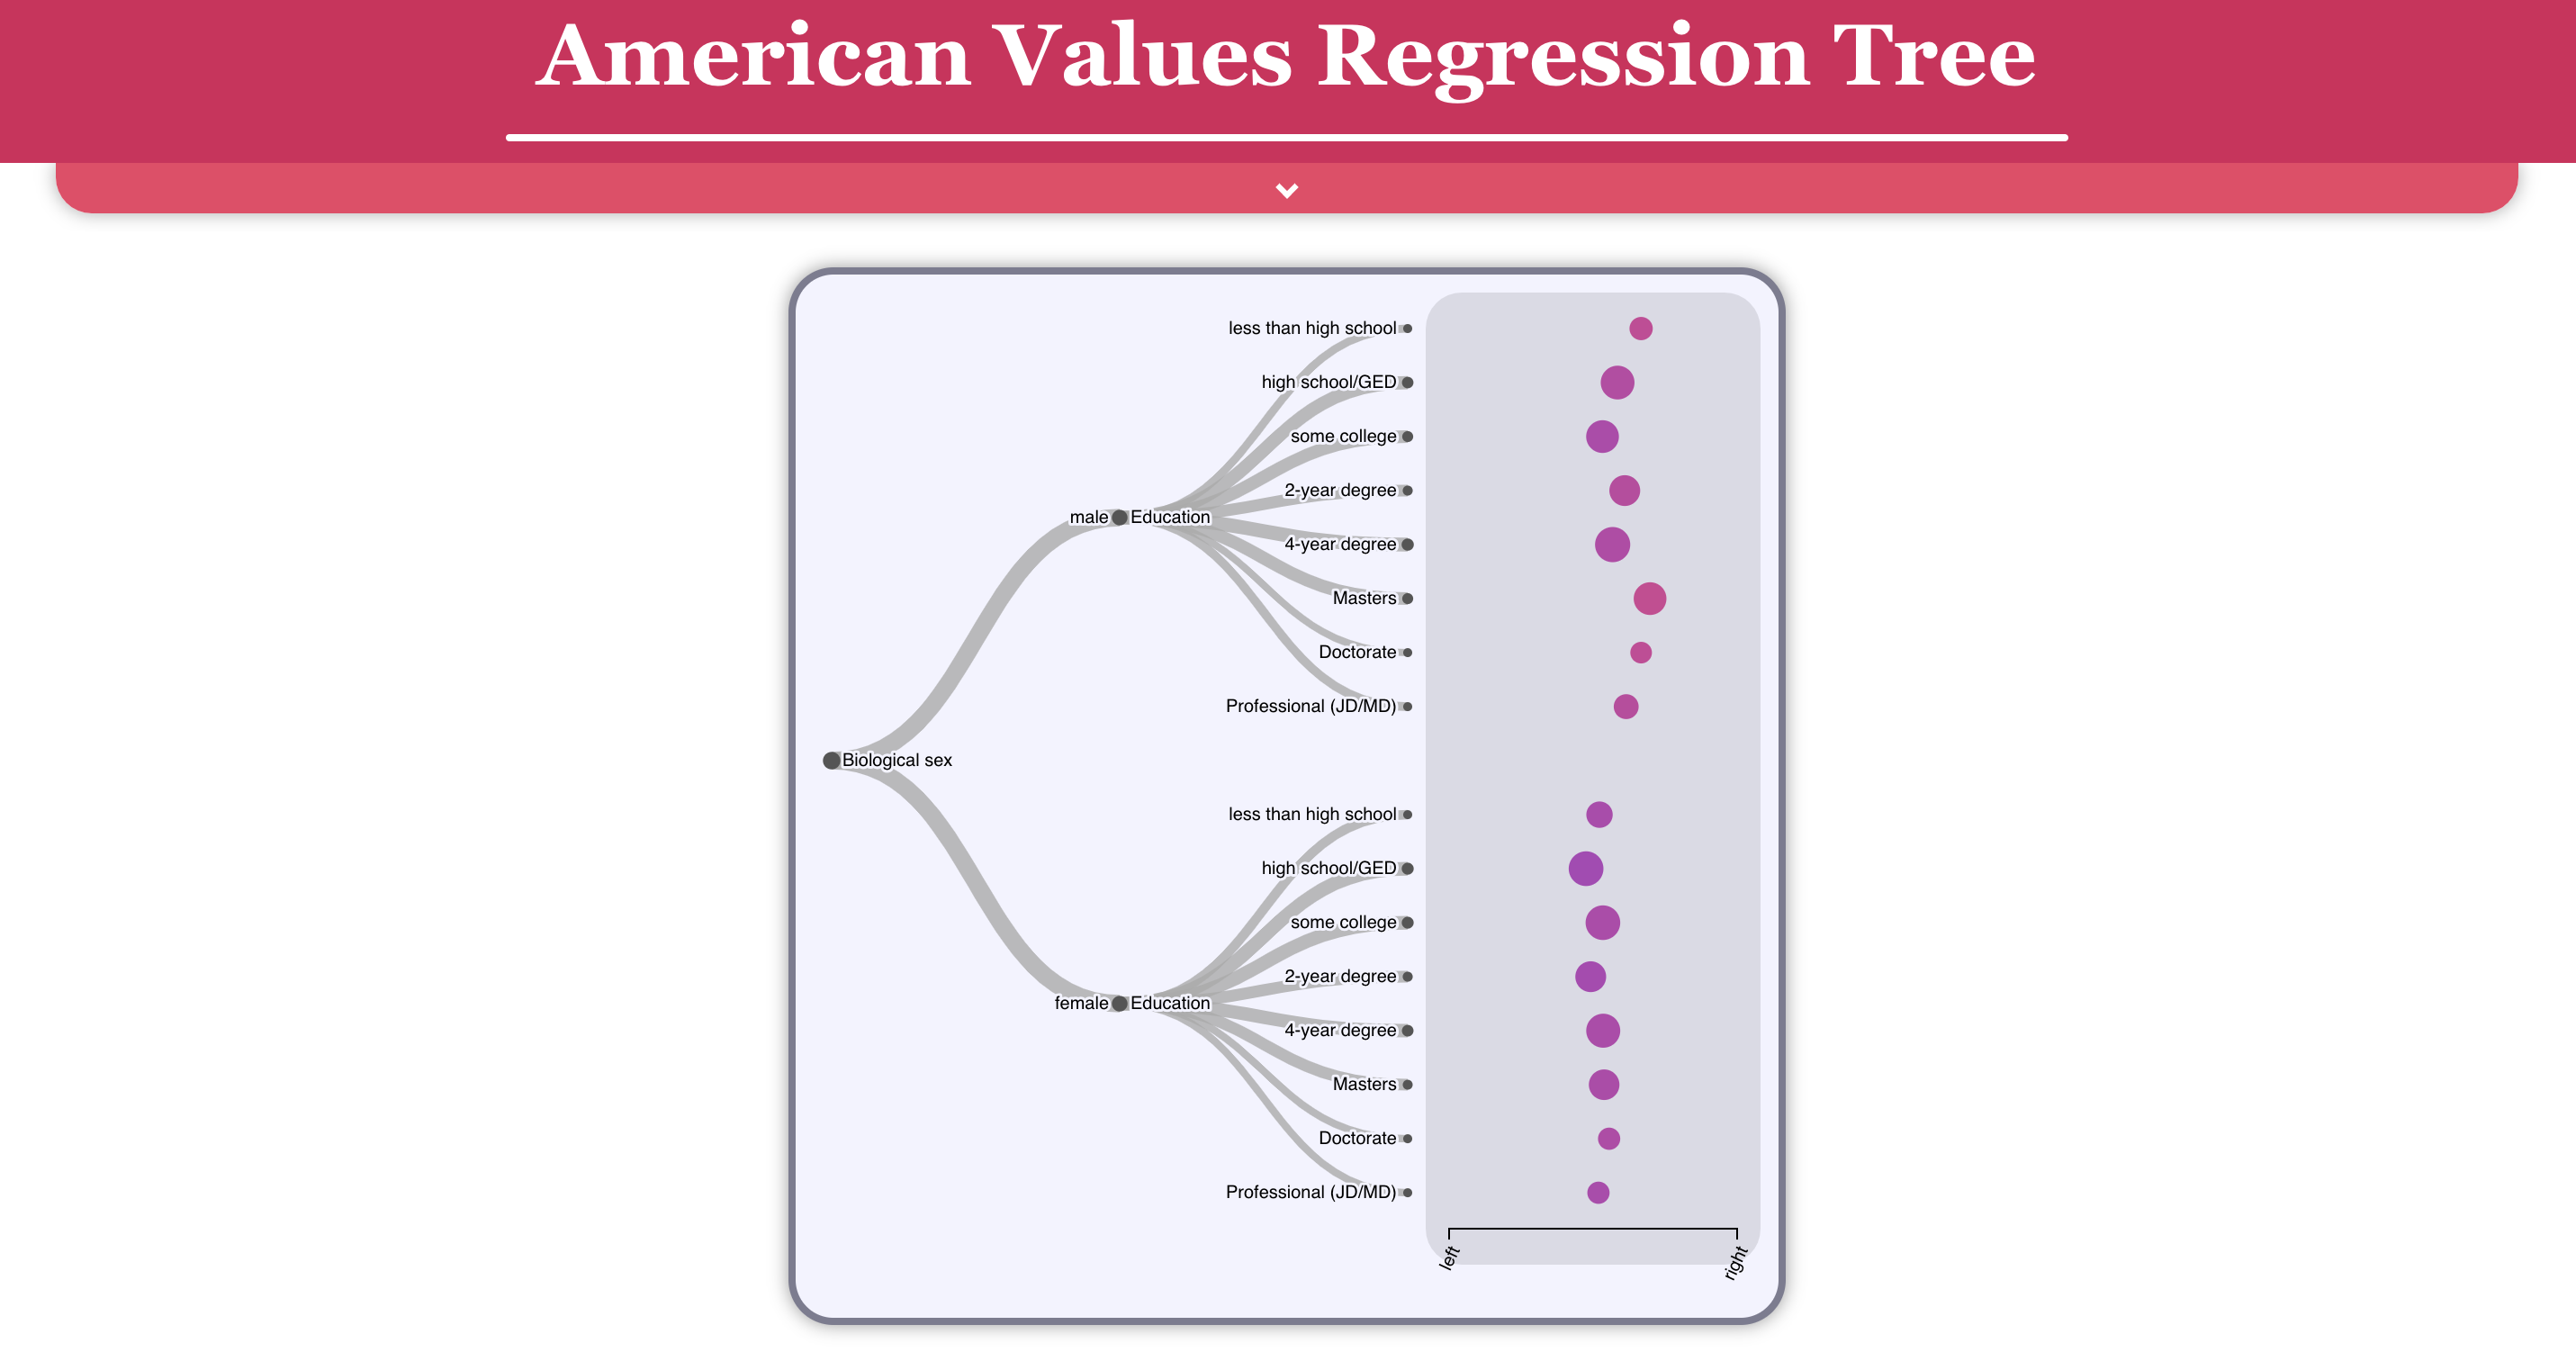 American Values Regression Tree
less than high school
high school/GED
some college
2-year degree
male Education
4-year degree
Masters
Doctorate
Professional (JD/MD)
Biological sex
less than high school
high school/GED
some college
2-year degree
female Education
4-year degree
Masters
Doctorate
Professional (JD/MD)
left right